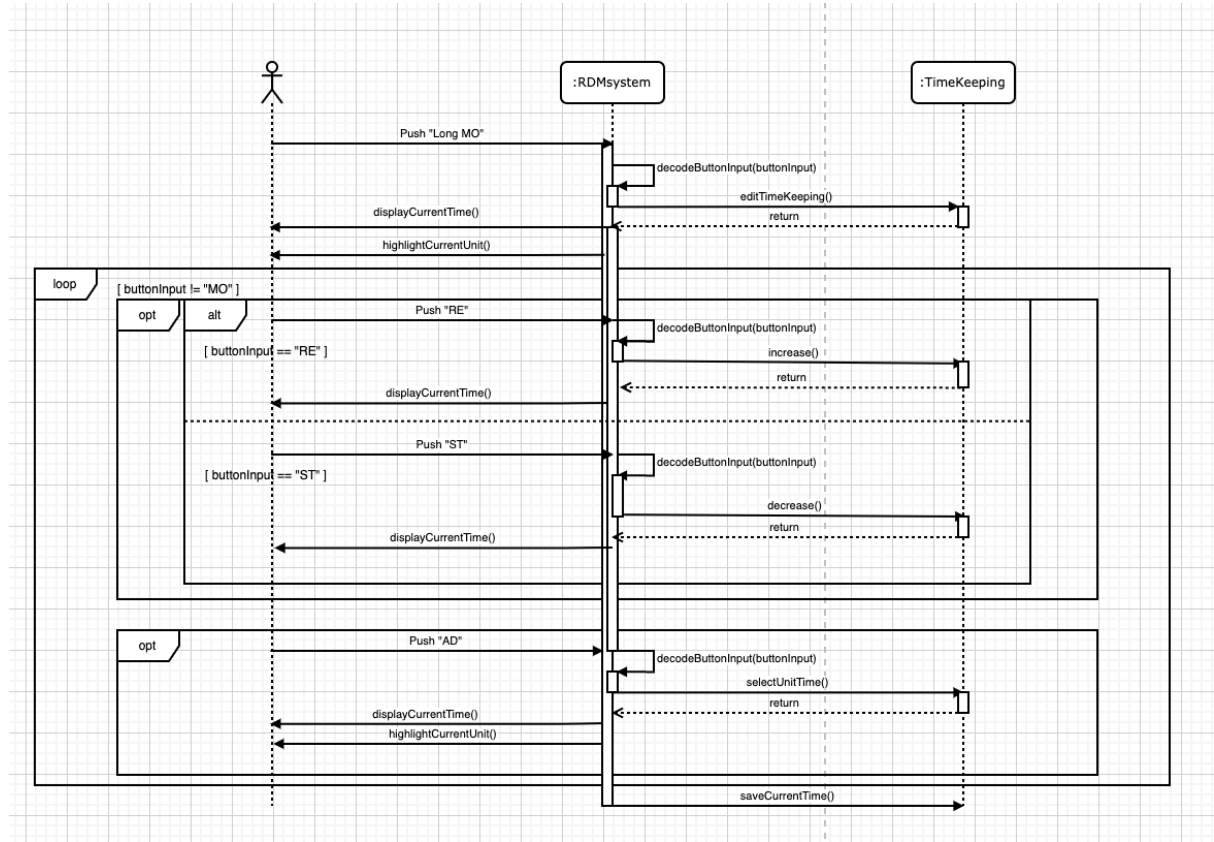 :RDMsystem
:TimeKeeping
Push "Long MO"
decodeButtonInput(buttonInput)
editTimeKeeping()
displayCurrentTime()
return
highlightCurrentUnit()
loop
[ buttonInput != "MO" ]
opt
alt
Push "RE"
decodeButtonInput(buttonInput)
[ buttonInput == "RE" ]
increase()
return
displayCurrentTime()
Push "ST"
decodeButtonInput(buttonInput)
[ buttonInput == "ST" ]
decrease()
return
displayCurrentTime()
opt
Push "AD"
decodeButtonInput(buttonInput)
selectUnitTime()
return
displayCurrentTime()
highlightCurrentUnit()
saveCurrentTime()